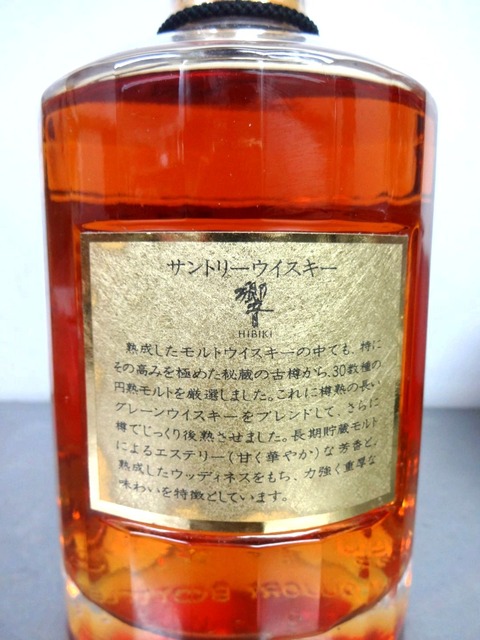 サントリーウイスキー
響
HIBIKI
熟成したモルトウイスキーの中でも、特に
その高みを極めた秘蔵の古樽から、30数種の
円熟モルトを厳選しました。これに樽熟の長い
グレーンウイスキーをブレンドして、さらに
樽でじっくり後熟させました。長期貯蔵モルト
によるエステリー(甘く華やか)な芳香と、
熟成したウッディネスをもち、力強く重厚な
味わいを特徴としています。